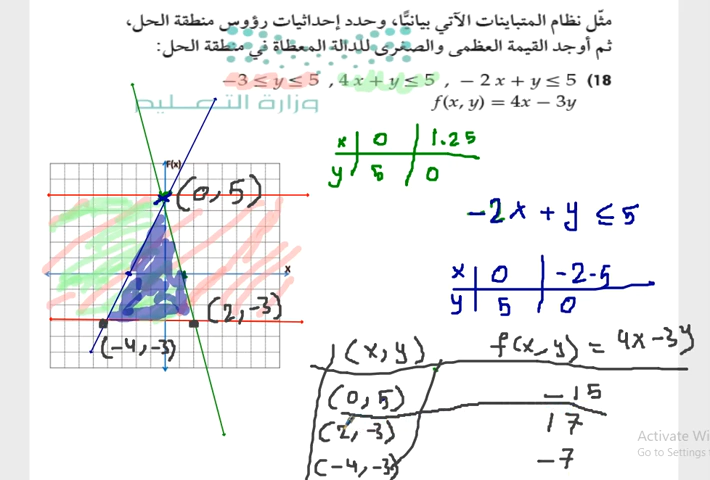 مثّل نظام المتباينات الآتي بيانيًّا، وحدد إحداثيات رؤوس منطقة الحل،
ثم أوجد القيمة العظمى والصغرى للدالة المعطاة في منطقة الحل:
18) −3 ≤ y ≤ 5 , 4x + y ≤ 5 , −2x + y ≤ 5
f(x, y) = 4x − 3y
وزارة التعليم
x | 0 | 1.25
y | 5 | 0
f(x)
x
(0, 5)
(2, -3)
(-4, -3)
-2x + y ≤ 5
x | 0 | -2.5
y | 5 | 0
(x, y) f(x, y) = 4x-3y
(0, 5) -15
(2, -3) 17
(-4, -3) -7
Activate Wi
Go to Settings